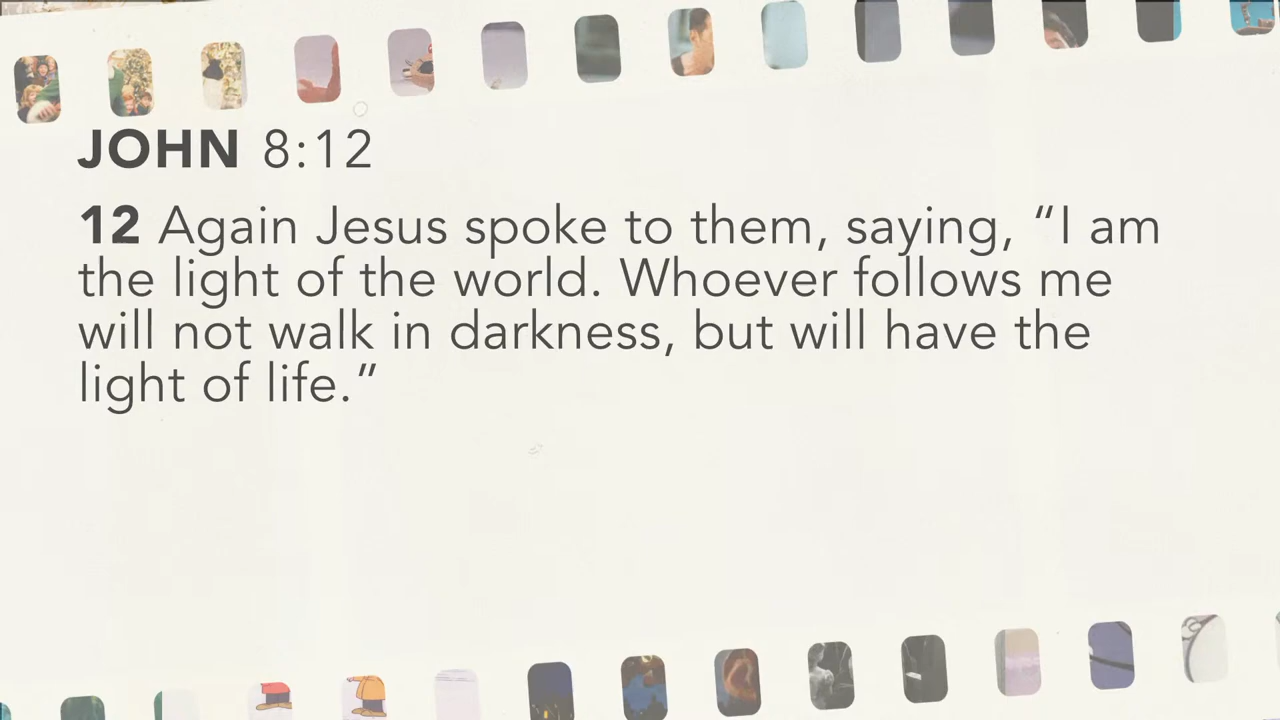 JOHN 8:12
12 Again Jesus spoke to them, saying, “I am
the light of the world. Whoever follows me
will not walk in darkness, but will have the
light of life.”